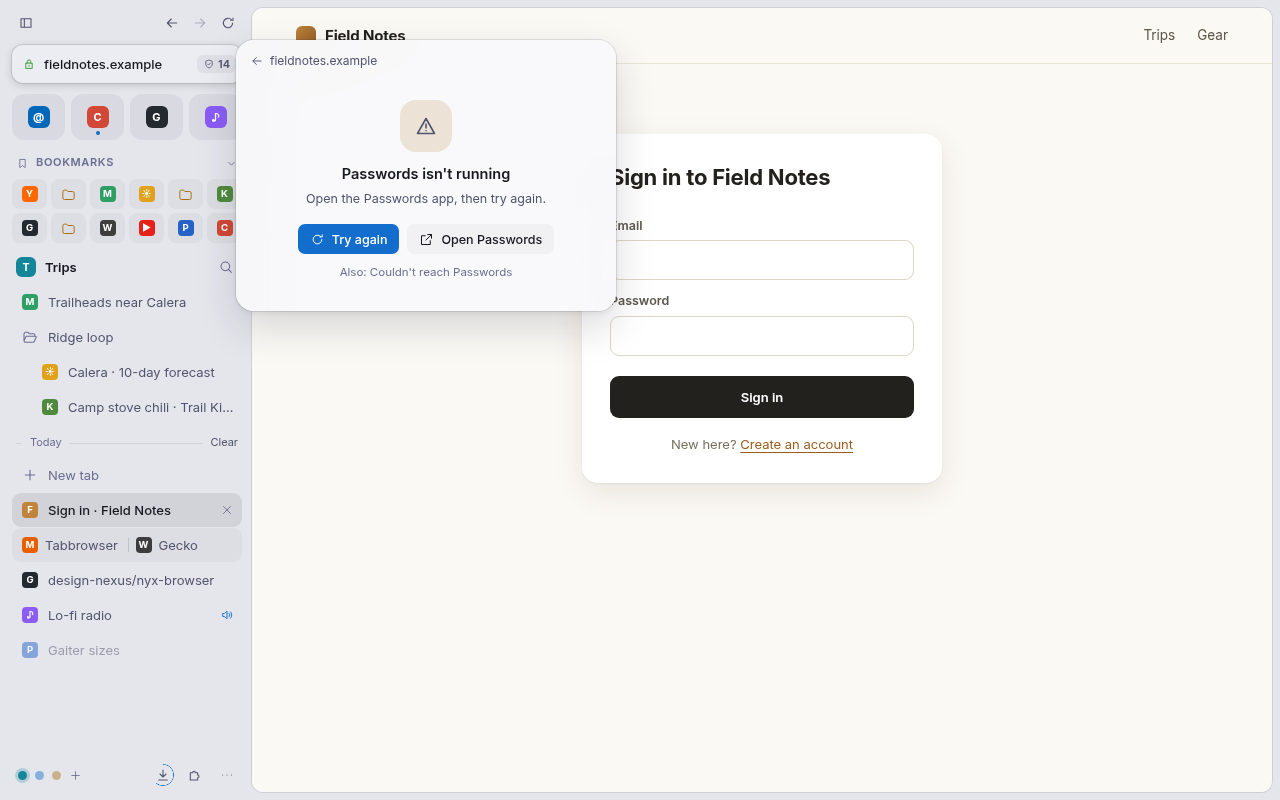 fieldnotes.example
14
@
C
G
BOOKMARKS
Y
M
K
G
W
P
C
T
Trips
M
Trailheads near Calera
Ridge loop
Calera · 10-day forecast
K
Camp stove chili · Trail Ki...
Today
Clear
New tab
F
Sign in · Field Notes
M
Tabbrowser
W
Gecko
G
design-nexus/nyx-browser
Lo-fi radio
P
Gaiter sizes
Field Notes
Trips
Gear
fieldnotes.example
Passwords isn't running
Open the Passwords app, then try again.
Try again
Open Passwords
Also: Couldn't reach Passwords
Sign in to Field Notes
Email
Password
Sign in
New here? Create an account